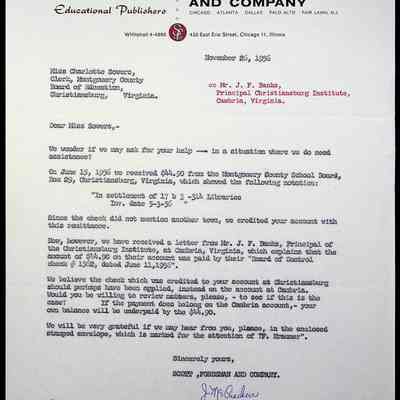 AND COMPANY
Educational Publishers
CHICAGO ATLANTA DALLAS PALO ALTO FAIR LAWN, N.J.
Whitehall 4-4895
433 East Erie Street, Chicago 11, Illinois
November 26, 1956
Miss Charlotte Sowers,
Clerk, Montgomery County
Board of Education,
Christiansburg, Virginia.
cc Mr. J. F. Banks,
Principal Christiansburg Institute,
Cambria, Virginia.
Dear Miss Sowers,-
We wonder if we may ask for your help --- in a situation where we do need
assistance?
On June 15, 1956 we received $44.90 from the Montgomery County School Board,
Box 29, Christiansburg, Virginia, which showed the following notation:
"In settlement of 17 b 3 -514 Libraries
Inv. date 5-3-56 "
Since the check did not mention another town, we credited your account with
this remittance.
Now, however, we have received a letter from Mr. J. F. Banks, Principal of
the Christiansburg Institute, at Cambria, Virginia, which explains that the
amount of $44.90 on their account was paid by their "Board of Control
check # 1362, dated June 11,1956".
We believe the check which was credited to your account at Christiansburg
should perhaps have been applied, instead on the account at Cambria.
Would you be willing to review matters, please, - to see if this is the
case? If the payment does belong on the Cambria account,- your
own balance will be underpaid by the $44.90.
We will be very grateful if we may hear from you, please, in the enclosed
stamped envelope, which is marked for the attention of
Sincerely yours,
SCOTT ,FORESMAN AND COMPANY.